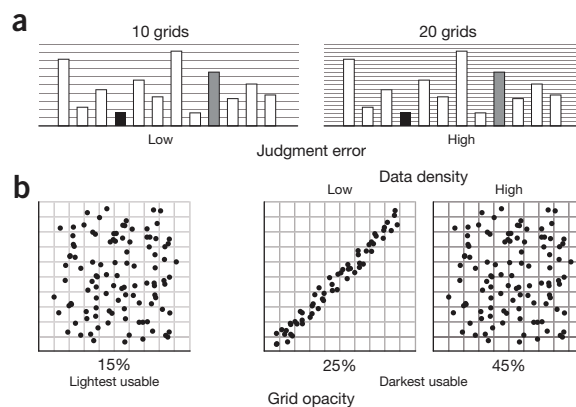 a
10 grids
20 grids
Low
High
Judgment error
b
Data density
Low
High
15%
25%
45%
Lightest usable
Darkest usable
Grid opacity